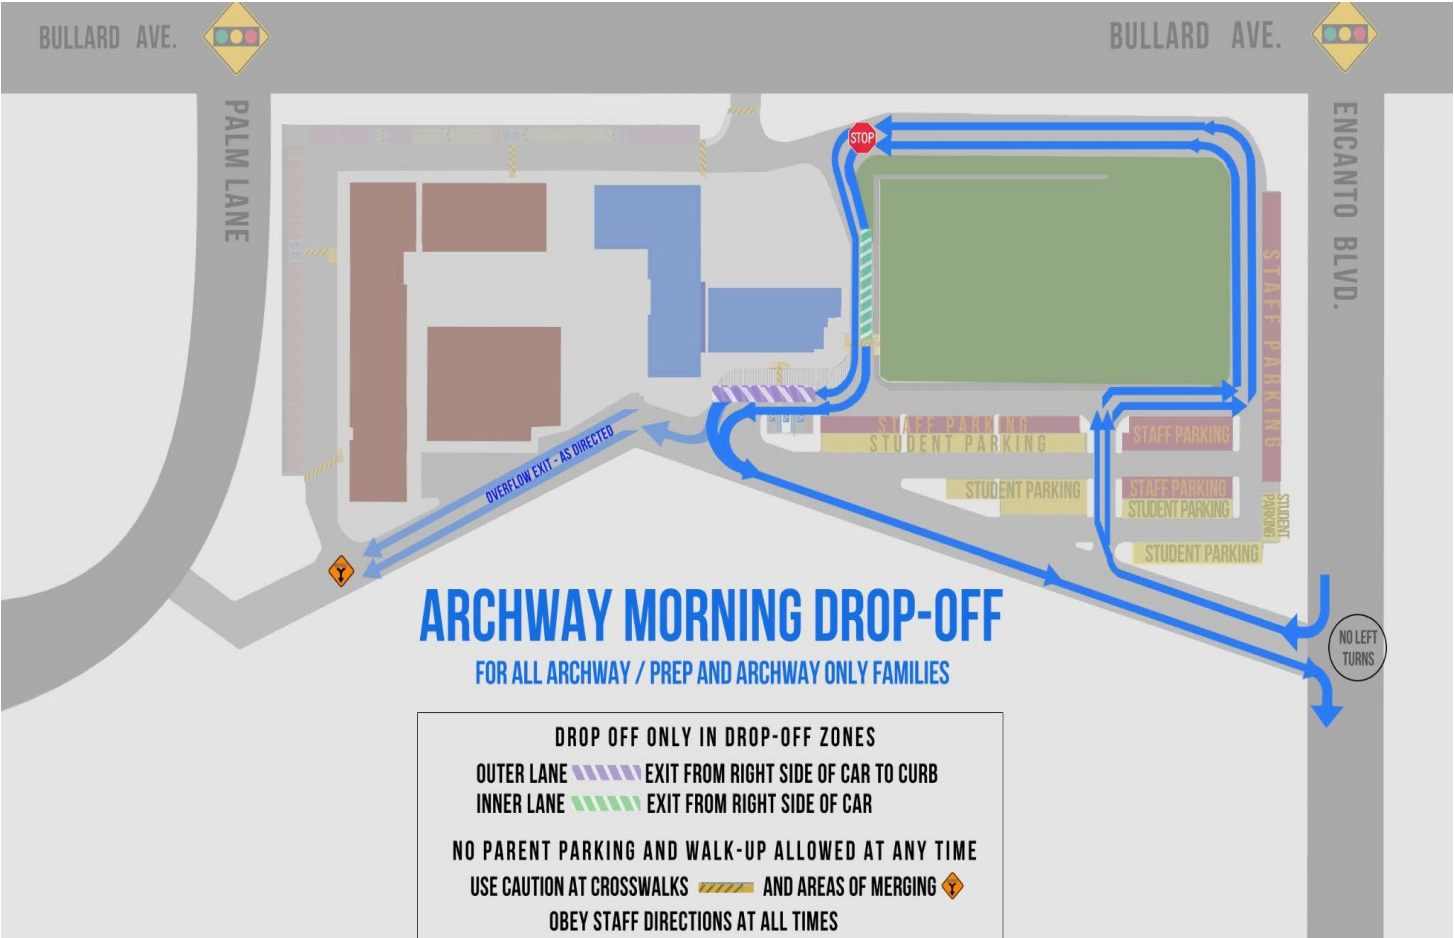 BULLARD AVE.
BULLARD AVE.
PALM LANE
ENCANTO BLVD.
STOP
STAFF PARKING
STAFF PARKING
STUDENT PARKING
STAFF PARKING
STUDENT PARKING
STAFF PARKING
STUDENT PARKING
STUDENT PARKING
STUDENT PARKING
OVERFLOW EXIT - AS DIRECTED
NO LEFT
TURNS
ARCHWAY MORNING DROP-OFF
FOR ALL ARCHWAY / PREP AND ARCHWAY ONLY FAMILIES
DROP OFF ONLY IN DROP-OFF ZONES
OUTER LANE EXIT FROM RIGHT SIDE OF CAR TO CURB
INNER LANE EXIT FROM RIGHT SIDE OF CAR
NO PARENT PARKING AND WALK-UP ALLOWED AT ANY TIME
USE CAUTION AT CROSSWALKS AND AREAS OF MERGING
OBEY STAFF DIRECTIONS AT ALL TIMES